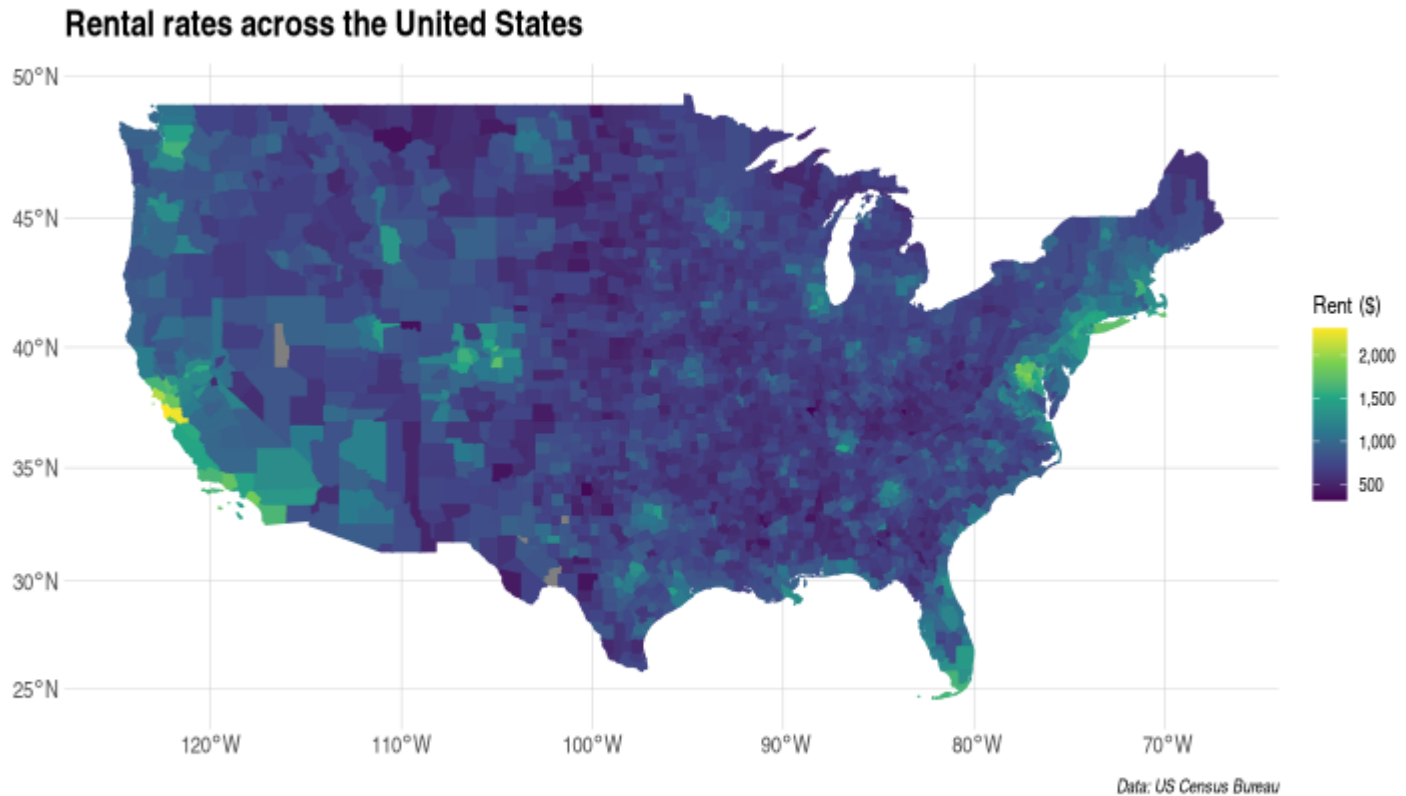 Rental rates across the United States
50°N
45°N
40°N
35°N
30°N
25°N
120°W 110°W 100°W 90°W 80°W 70°W
Rent ($)
2,000
1,500
1,000
500
Data: US Census Bureau